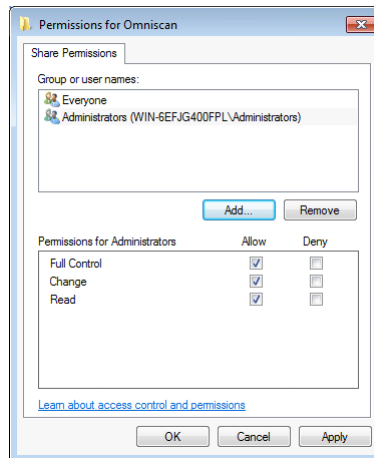 Permissions for Omniscan
Share Permissions
Group or user names:
Everyone
Administrators (WIN-6EFJG400FPL\Administrators)
Add... Remove
Permissions for Administrators Allow Deny
Full Control
Change
Read
Learn about access control and permissions
OK Cancel Apply